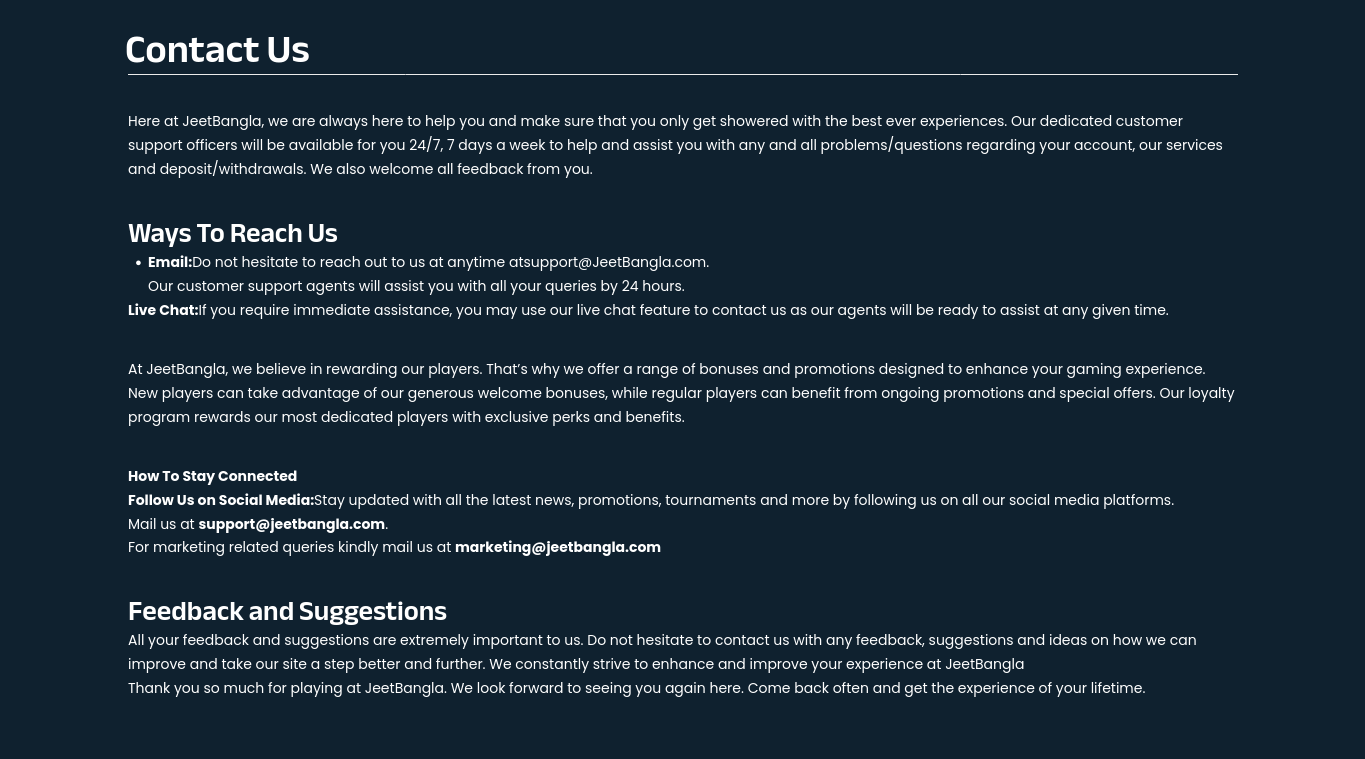 Contact Us
Here at JeetBangla, we are always here to help you and make sure that you only get showered with the best ever experiences. Our dedicated customer
support officers will be available for you 24/7, 7 days a week to help and assist you with any and all problems/questions regarding your account, our services
and deposit/withdrawals. We also welcome all feedback from you.
Ways To Reach Us
• Email:Do not hesitate to reach out to us at anytime atsupport@JeetBangla.com.
Our customer support agents will assist you with all your queries by 24 hours.
Live Chat:If you require immediate assistance, you may use our live chat feature to contact us as our agents will be ready to assist at any given time.
At JeetBangla, we believe in rewarding our players. That’s why we offer a range of bonuses and promotions designed to enhance your gaming experience.
New players can take advantage of our generous welcome bonuses, while regular players can benefit from ongoing promotions and special offers. Our loyalty
program rewards our most dedicated players with exclusive perks and benefits.
How To Stay Connected
Follow Us on Social Media:Stay updated with all the latest news, promotions, tournaments and more by following us on all our social media platforms.
Mail us at support@jeetbangla.com.
For marketing related queries kindly mail us at marketing@jeetbangla.com
Feedback and Suggestions
All your feedback and suggestions are extremely important to us. Do not hesitate to contact us with any feedback, suggestions and ideas on how we can
improve and take our site a step better and further. We constantly strive to enhance and improve your experience at JeetBangla
Thank you so much for playing at JeetBangla. We look forward to seeing you again here. Come back often and get the experience of your lifetime.